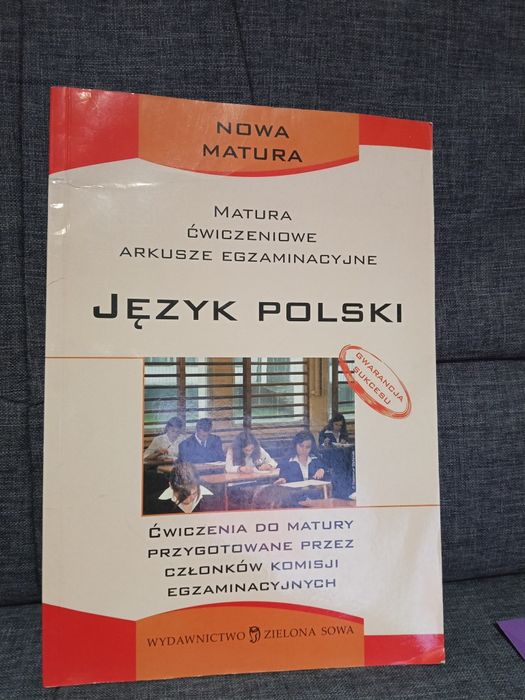 NOWA
MATURA
MATURA
ĆWICZENIOWE
ARKUSZE EGZAMINACYJNE
JĘZYK POLSKI
GWARANCJA
SUKCESU
ĆWICZENIA DO MATURY
PRZYGOTOWANE PRZEZ
CZŁONKÓW KOMISJI
EGZAMINACYJNYCH
WYDAWNICTWO ZIELONA SOWA